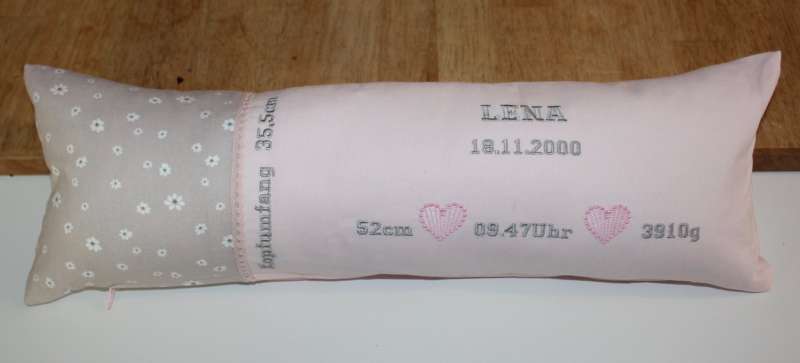 LENA
18.11.2000
52cm 09.47Uhr 3910g
Kopfumfang 35,5cm